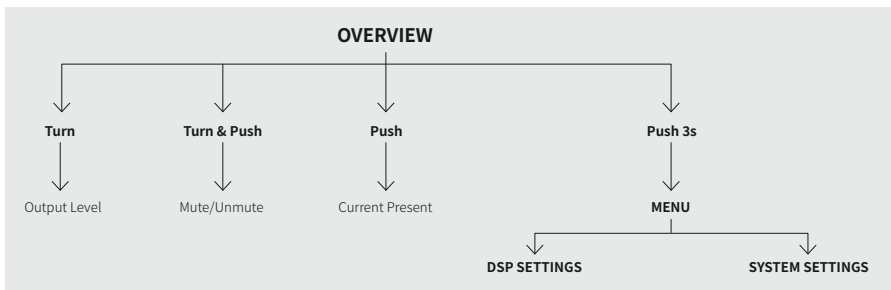 OVERVIEW
Turn Turn & Push Push Push 3s
Output Level Mute/Unmute Current Present MENU
DSP SETTINGS SYSTEM SETTINGS